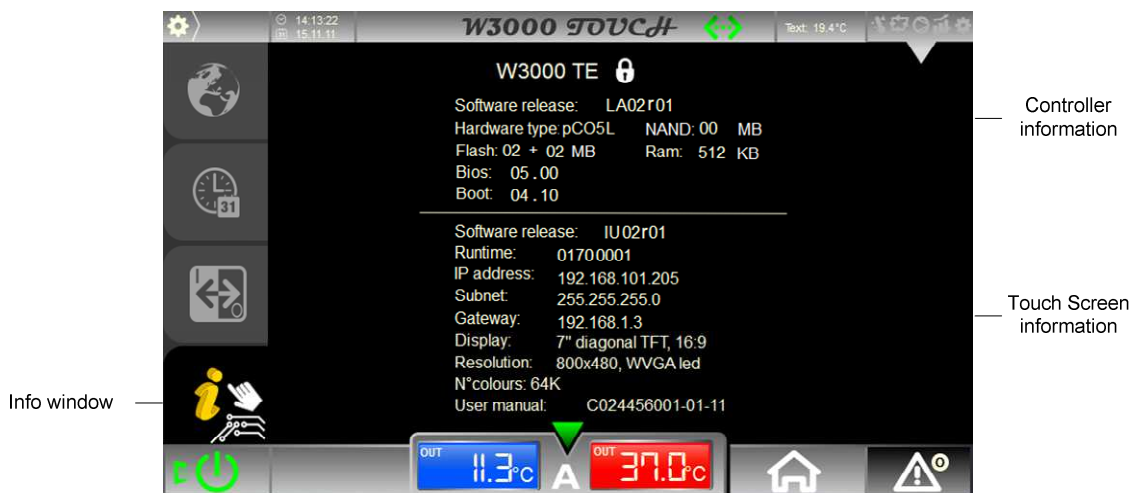 14:13:22
15.11.11
W3000 TOUCH
Text: 19.4°C
W3000 TE
Software release: LA02r01
Hardware type: pCO5L NAND: 00 MB
Flash: 02 + 02 MB Ram: 512 KB
Bios: 05.00
Boot: 04.10
Controller
information
31
Software release: IU02r01
Runtime: 01700001
IP address: 192.168.101.205
Subnet: 255.255.255.0
Gateway: 192.168.1.3
Display: 7" diagonal TFT, 16:9
Resolution: 800x480, WVGA led
N°colours: 64K
User manual: C024456001-01-11
I
O
Touch Screen
information
Info window
OUT 11.3°C
A
OUT 37.0°C
0